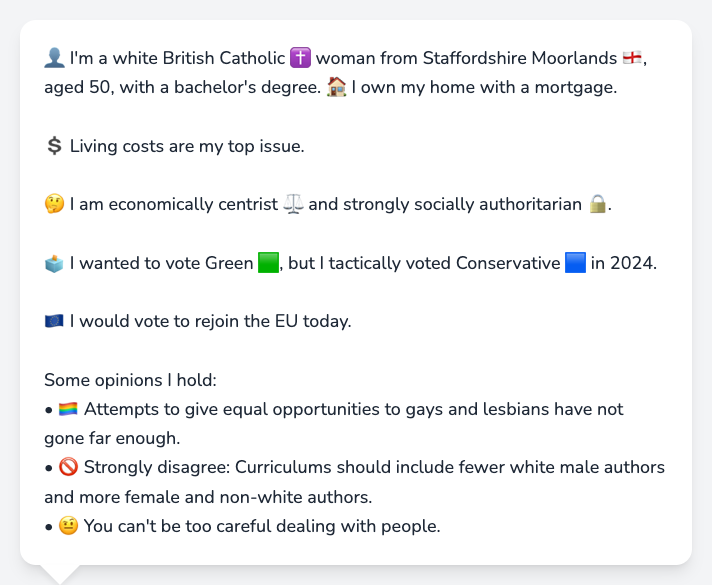 👤 I'm a white British Catholic ✝️ woman from Staffordshire Moorlands 🏴󠁧󠁢󠁥󠁮󠁧󠁿,
aged 50, with a bachelor's degree. 🏠 I own my home with a mortgage.
💲 Living costs are my top issue.
🤔 I am economically centrist ⚖️ and strongly socially authoritarian 🔒.
🗳️ I wanted to vote Green 🟩, but I tactically voted Conservative 🟦 in 2024.
🇪🇺 I would vote to rejoin the EU today.
Some opinions I hold:
• 🏳️‍🌈 Attempts to give equal opportunities to gays and lesbians have not
gone far enough.
• 🚫 Strongly disagree: Curriculums should include fewer white male authors
and more female and non-white authors.
• 🤨 You can't be too careful dealing with people.